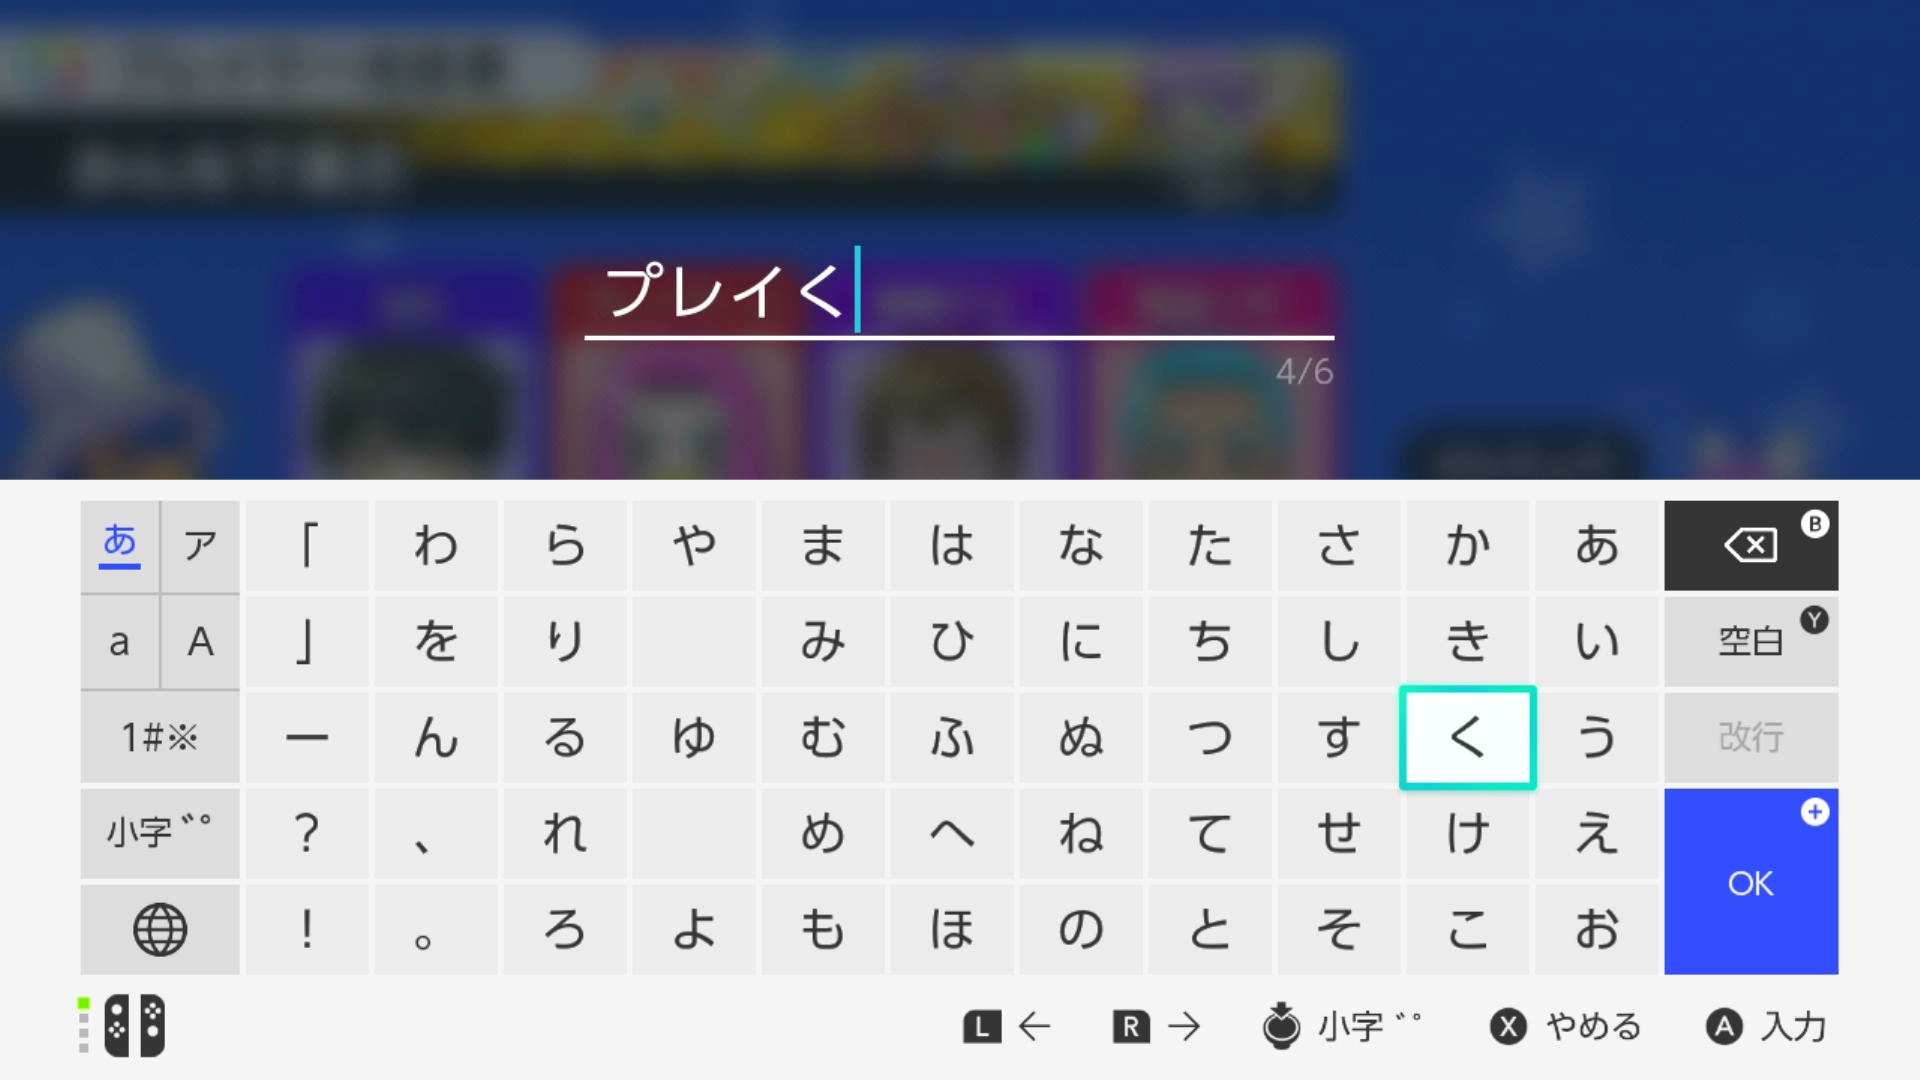 プレイく
4/6
あ ア 「 わ ら や ま は な た さ か あ B
a A 」 を り み ひ に ち し き い 空白 Y
1#※ ー ん る ゆ む ふ ぬ つ す く う 改行
小字 ゛゜ ? 、 れ め へ ね て せ け え +
OK
! 。 ろ よ も ほ の と そ こ お
L ← R → 小字 ゛゜ X やめる A 入力